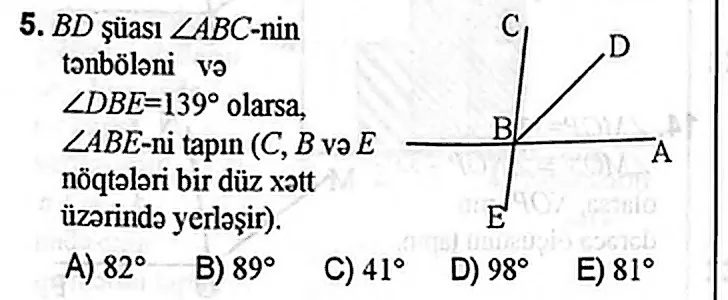 5. BD şüası ∠ABC-nin
tənböləni və
∠DBE=139° olarsa,
∠ABE-ni tapın (C, B və E
nöqtələri bir düz xətt
üzərində yerləşir).
C
D
B
A
E
A) 82° B) 89° C) 41° D) 98° E) 81°